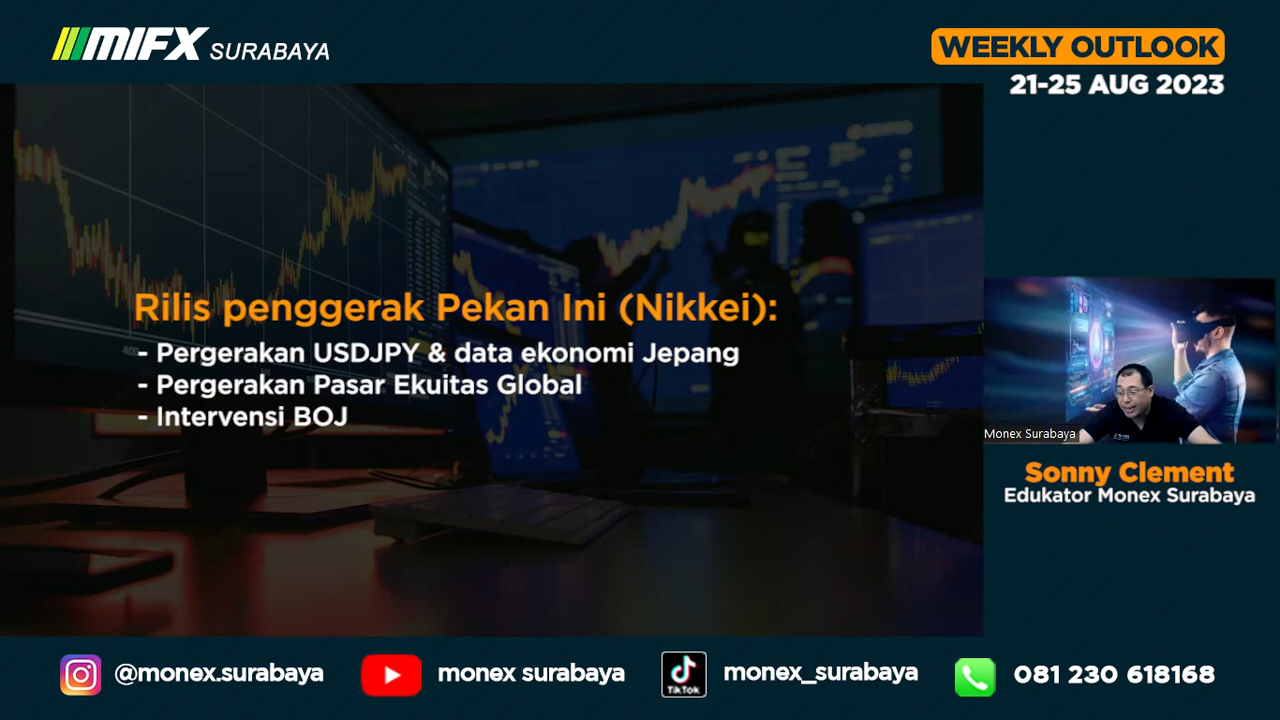 MIFX SURABAYA
WEEKLY OUTLOOK
21-25 AUG 2023
Rilis penggerak Pekan Ini (Nikkei):
- Pergerakan USDJPY & data ekonomi Jepang
- Pergerakan Pasar Ekuitas Global
- Intervensi BOJ
Monex Surabaya
Sonny Clement
Edukator Monex Surabaya
@monex.surabaya
monex surabaya
TikTok
monex_surabaya
081 230 618168